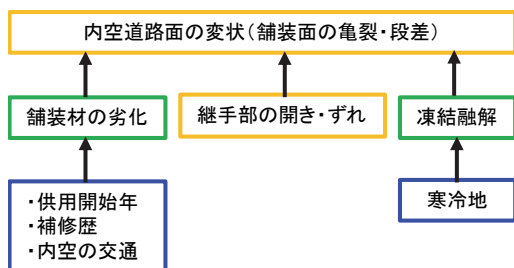 内空道路面の変状(舗装面の亀裂・段差)
舗装材の劣化
継手部の開き・ずれ
凍結融解
・供用開始年
・補修歴
・内空の交通
寒冷地